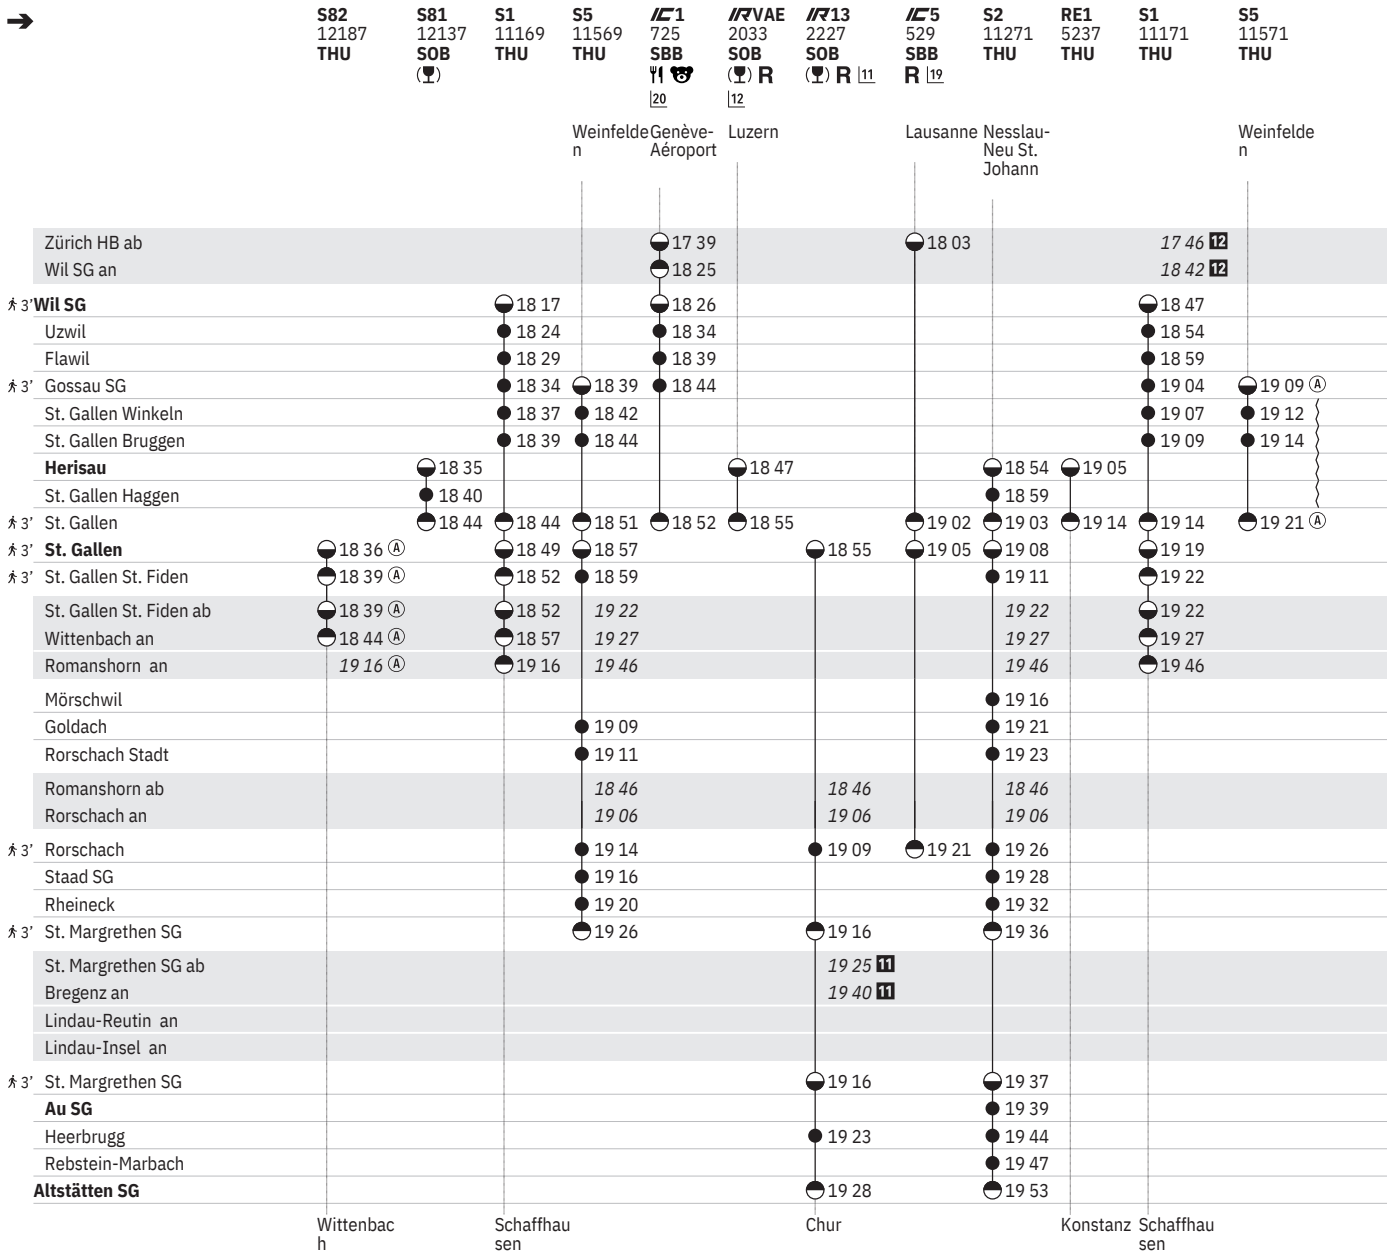 S82 S81 S1 S5 IC1 IRVAE IR13 IC5 S2 RE1 S1 S5
12187 12137 11169 11569 725 2033 2227 529 11271 5237 11171 11571
THU SOB THU THU SBB SOB SOB SBB THU THU THU THU
R R 11 R 19
20 12
Weinfelde Genève- Luzern Lausanne Nesslau- Weinfelde
n Aéroport Neu St. n
Johann
Zürich HB ab 17 39 18 03 17 46 12
Wil SG an 18 25 18 42 12
3' Wil SG 18 17 18 26 18 47
Uzwil 18 24 18 34 18 54
Flawil 18 29 18 39 18 59
3' Gossau SG 18 34 18 39 18 44 19 04 19 09 A
St. Gallen Winkeln 18 37 18 42 19 07 19 12
St. Gallen Bruggen 18 39 18 44 19 09 19 14
Herisau 18 35 18 47 18 54 19 05
St. Gallen Haggen 18 40 18 59
3' St. Gallen 18 44 18 44 18 51 18 52 18 55 19 02 19 03 19 14 19 14 19 21 A
3' St. Gallen 18 36 A 18 49 18 57 18 55 19 05 19 08 19 19
3' St. Gallen St. Fiden 18 39 A 18 52 18 59 19 11 19 22
St. Gallen St. Fiden ab 18 39 A 18 52 19 22 19 22 19 22
Wittenbach an 18 44 A 18 57 19 27 19 27 19 27
Romanshorn an 19 16 A 19 16 19 46 19 46 19 46
Mörschwil 19 16
Goldach 19 09 19 21
Rorschach Stadt 19 11 19 23
Romanshorn ab 18 46 18 46 18 46
Rorschach an 19 06 19 06 19 06
3' Rorschach 19 14 19 09 19 21 19 26
Staad SG 19 16 19 28
Rheineck 19 20 19 32
3' St. Margrethen SG 19 26 19 16 19 36
St. Margrethen SG ab 19 25 11
Bregenz an 19 40 11
Lindau-Reutin an
Lindau-Insel an
3' St. Margrethen SG 19 16 19 37
Au SG 19 39
Heerbrugg 19 23 19 44
Rebstein-Marbach 19 47
Altstätten SG 19 28 19 53
Wittenbac Schaffhau Chur Konstanz Schaffhau
h sen sen